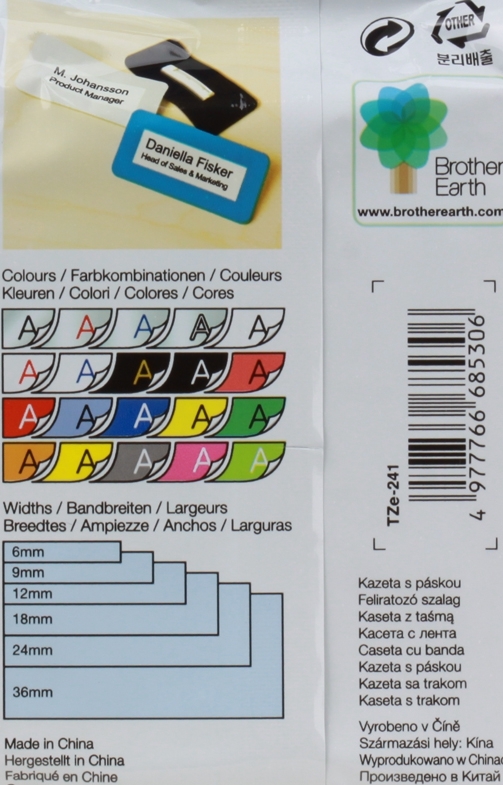 M. Johansson
Product Manager
Daniella Fisker
Head of Sales & Marketing
Colours / Farbkombinationen / Couleurs
Kleuren / Colori / Colores / Cores
A A A A A
A A A A A
A A A A A
A A A A A
Widths / Bandbreiten / Largeurs
Breedtes / Ampiezze / Anchos / Larguras
6mm
9mm
12mm
18mm
24mm
36mm
Made in China
Hergestellt in China
Fabriqué en Chine
OTHER
분리배출
Brother
Earth
www.brotherearth.com
TZe-241
4 977766 685306
Kazeta s páskou
Feliratozó szalag
Kaseta z taśmą
Касета с лента
Caseta cu banda
Kazeta s páskou
Kazeta sa trakom
Kaseta s trakom
Vyrobeno v Číně
Származási hely: Kína
Wyprodukowano w Chinac
Произведено в Китай